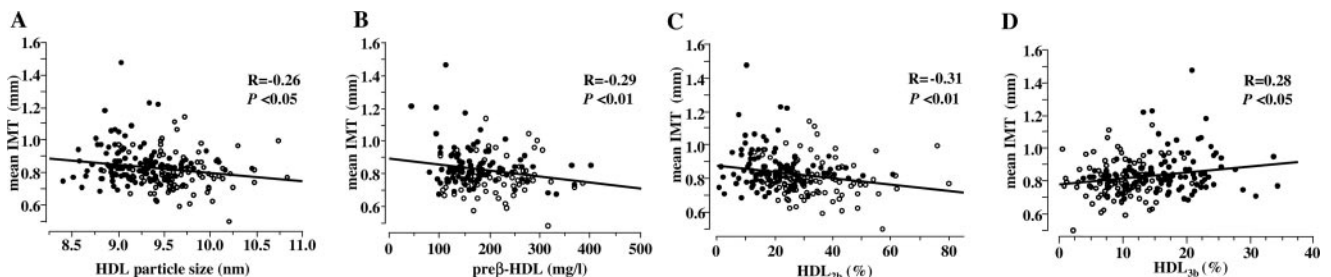 A
mean IMT (mm)
1.6
1.4
1.2
1.0
0.8
0.6
R=-0.26
P <0.05
8.5 9.0 9.5 10.0 10.5 11.0
HDL particle size (nm)
B
mean IMT (mm)
1.6
1.4
1.2
1.0
0.8
0.6
R=-0.29
P <0.01
0 100 200 300 400 500
preβ-HDL (mg/l)
C
mean IMT (mm)
1.6
1.4
1.2
1.0
0.8
0.6
R=-0.31
P <0.01
0 20 40 60 80
HDL2b (%)
D
mean IMT (mm)
1.6
1.4
1.2
1.0
0.8
0.6
R=0.28
P <0.05
0 10 20 30 40
HDL3b (%)